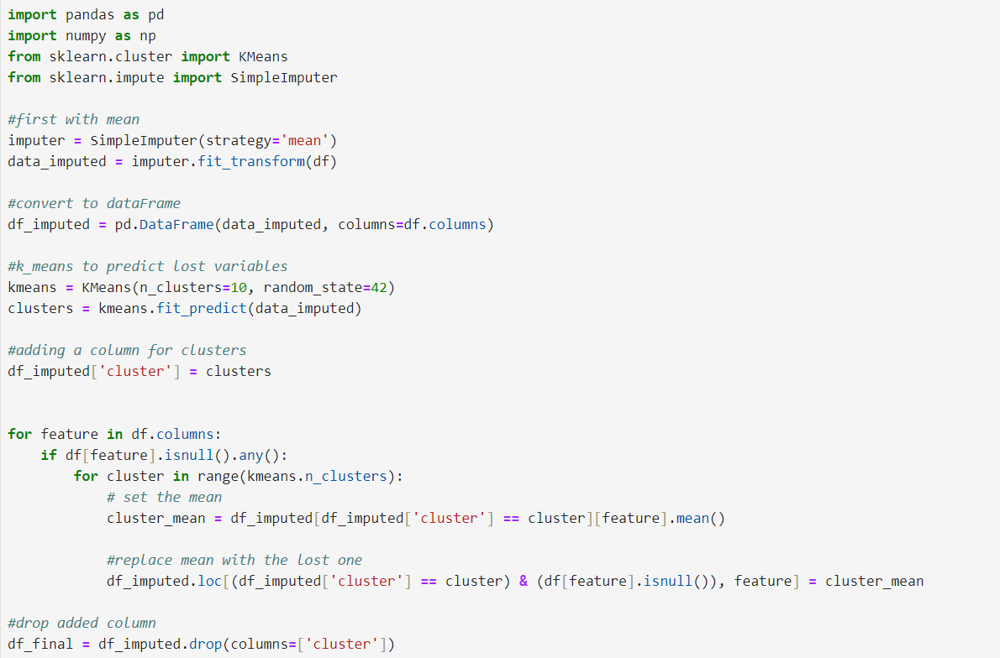 import pandas as pd
import numpy as np
from sklearn.cluster import KMeans
from sklearn.impute import SimpleImputer

#first with mean
imputer = SimpleImputer(strategy='mean')
data_imputed = imputer.fit_transform(df)

#convert to dataFrame
df_imputed = pd.DataFrame(data_imputed, columns=df.columns)

#k_means to predict lost variables
kmeans = KMeans(n_clusters=10, random_state=42)
clusters = kmeans.fit_predict(data_imputed)

#adding a column for clusters
df_imputed['cluster'] = clusters


for feature in df.columns:
    if df[feature].isnull().any():
        for cluster in range(kmeans.n_clusters):
            # set the mean
            cluster_mean = df_imputed[df_imputed['cluster'] == cluster][feature].mean()

            #replace mean with the lost one
            df_imputed.loc[(df_imputed['cluster'] == cluster) & (df[feature].isnull()), feature] = cluster_mean

#drop added column
df_final = df_imputed.drop(columns=['cluster'])